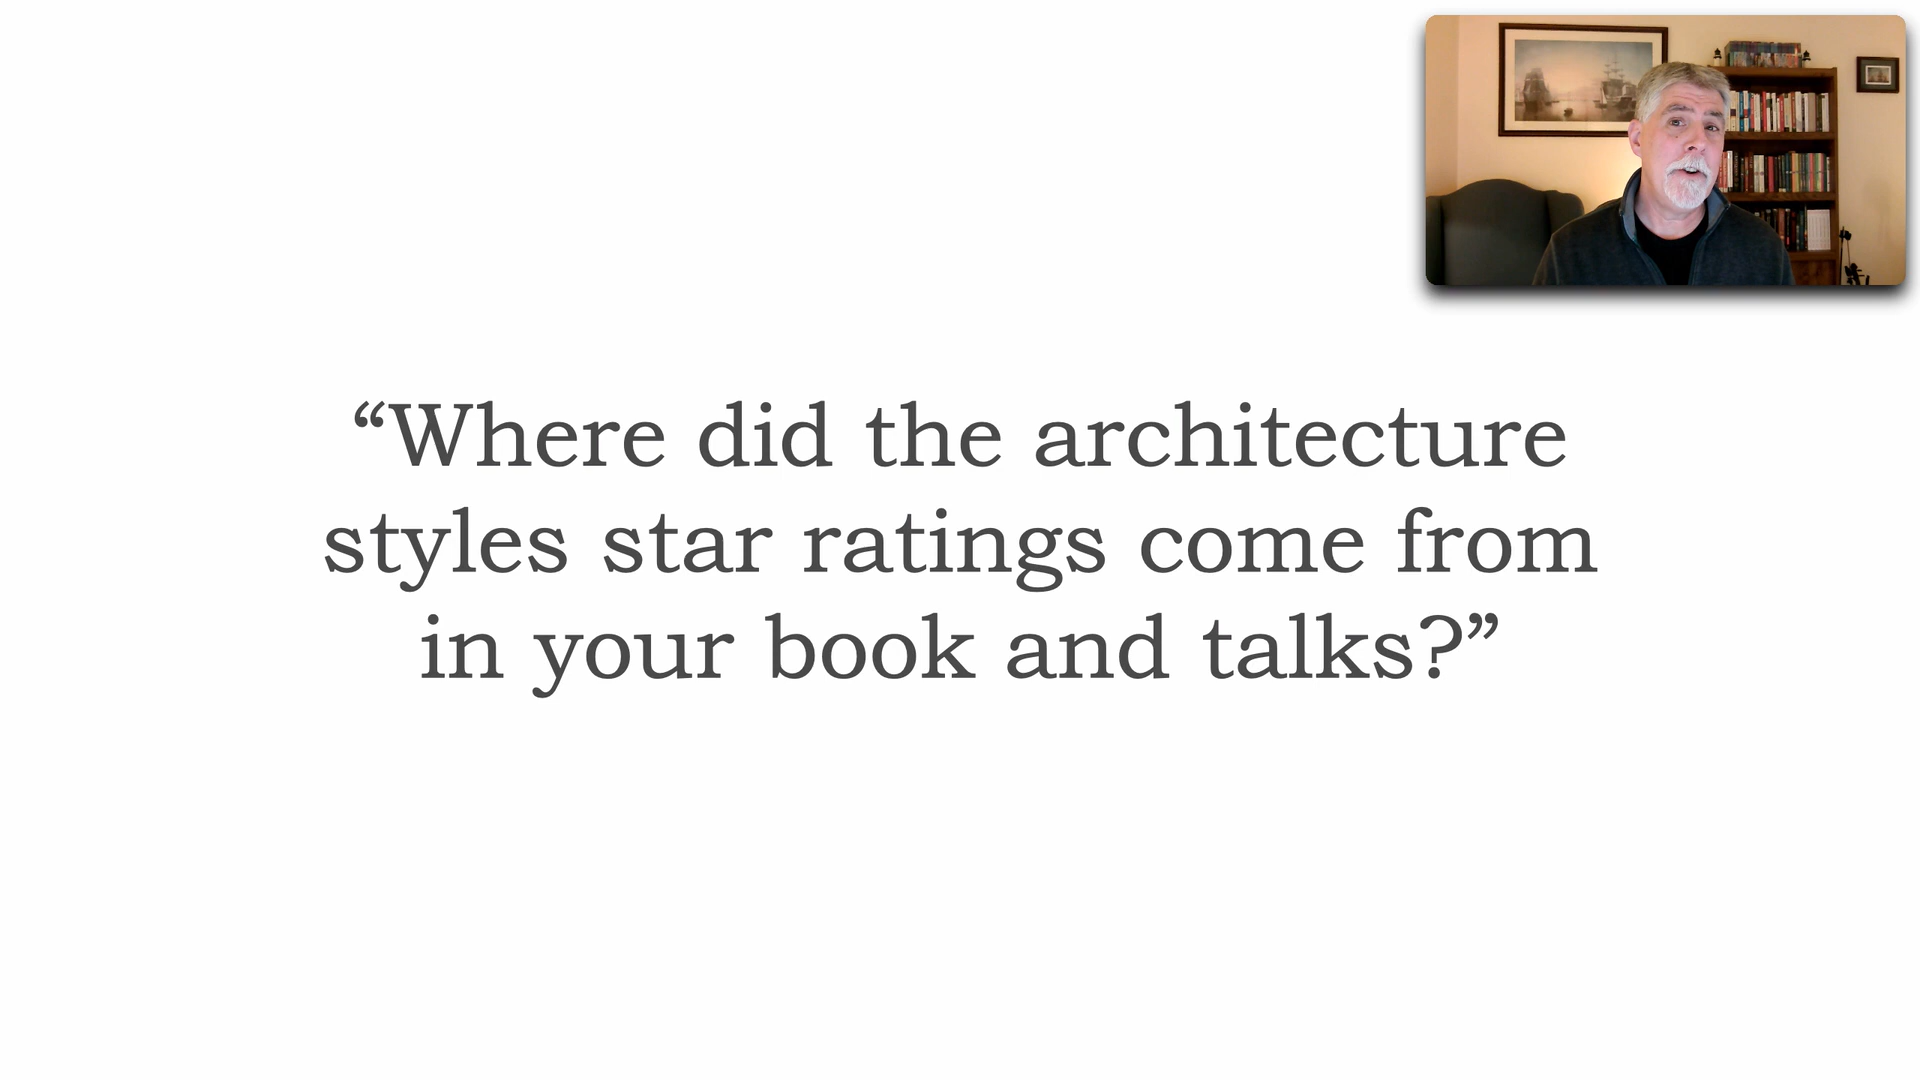 “Where did the architecture
styles star ratings come from
in your book and talks?”